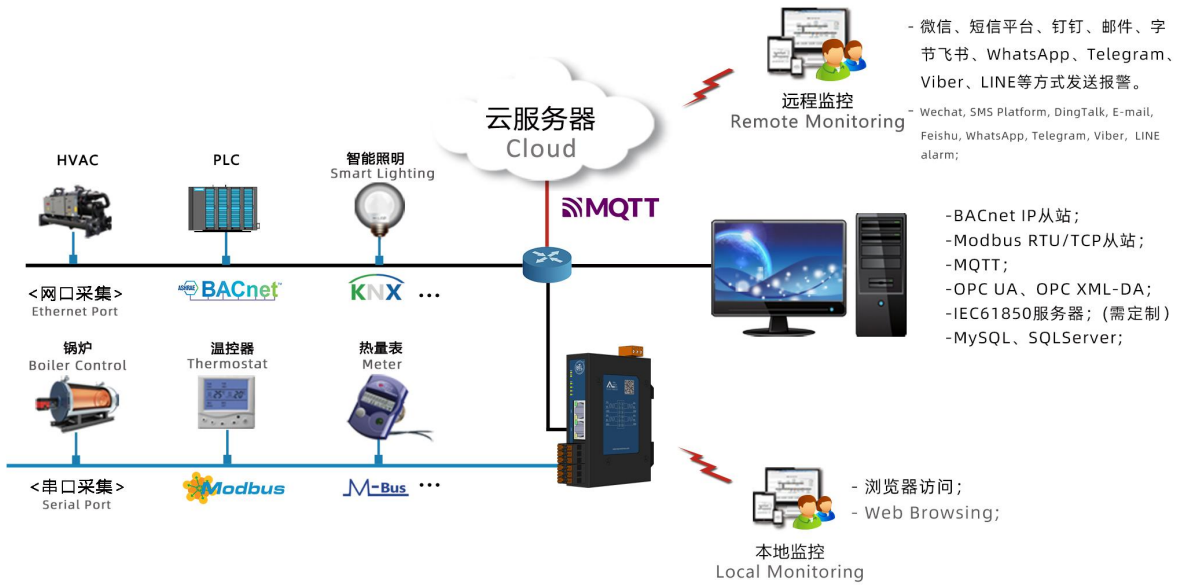 - 微信、短信平台、钉钉、邮件、字
节飞书、WhatsApp、Telegram、
Viber、LINE等方式发送报警。
远程监控
Remote Monitoring
- Wechat, SMS Platform, DingTalk, E-mail,
Feishu, WhatsApp, Telegram, Viber, LINE
alarm;
云服务器
Cloud
MQTT
HVAC
PLC
智能照明
Smart Lighting
<网口采集>
Ethernet Port
ASHRAE BACnet™
KNX ...
-BACnet IP从站；
-Modbus RTU/TCP从站；
-MQTT；
-OPC UA、OPC XML-DA；
-IEC61850服务器；(需定制)
-MySQL、SQLServer；
锅炉
Boiler Control
温控器
Thermostat
热量表
Meter
<串口采集>
Serial Port
Modbus
M-Bus ...
- 浏览器访问；
- Web Browsing;
本地监控
Local Monitoring